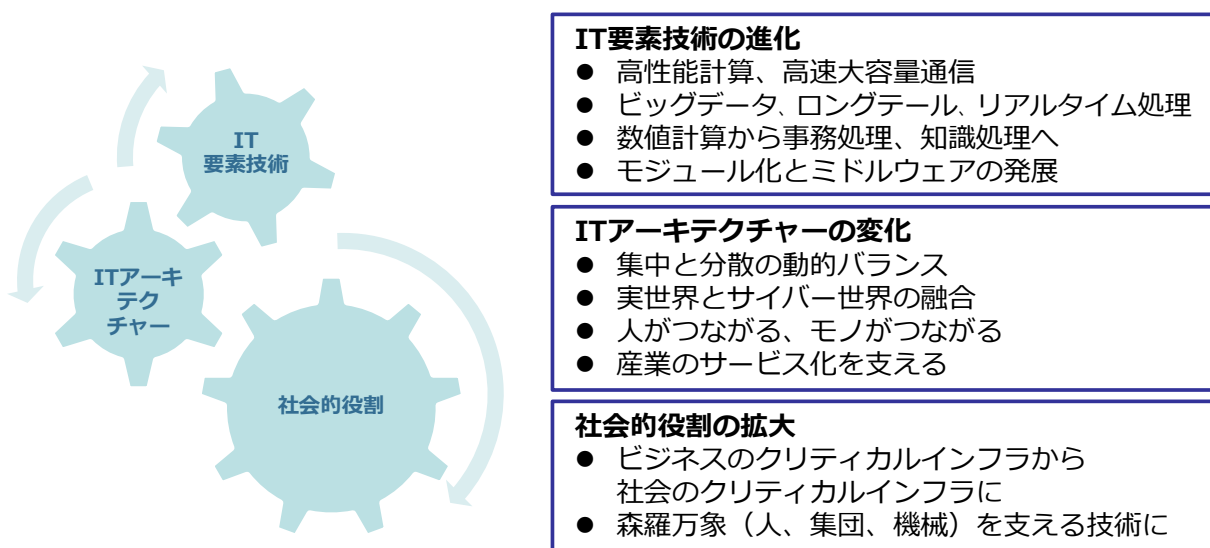 IT
要素技術
ITアーキ
テク
チャー
社会的役割
IT要素技術の進化
● 高性能計算、高速大容量通信
● ビッグデータ、ロングテール、リアルタイム処理
● 数値計算から事務処理、知識処理へ
● モジュール化とミドルウェアの発展
ITアーキテクチャーの変化
● 集中と分散の動的バランス
● 実世界とサイバー世界の融合
● 人がつながる、モノがつながる
● 産業のサービス化を支える
社会的役割の拡大
● ビジネスのクリティカルインフラから
社会のクリティカルインフラに
● 森羅万象（人、集団、機械）を支える技術に